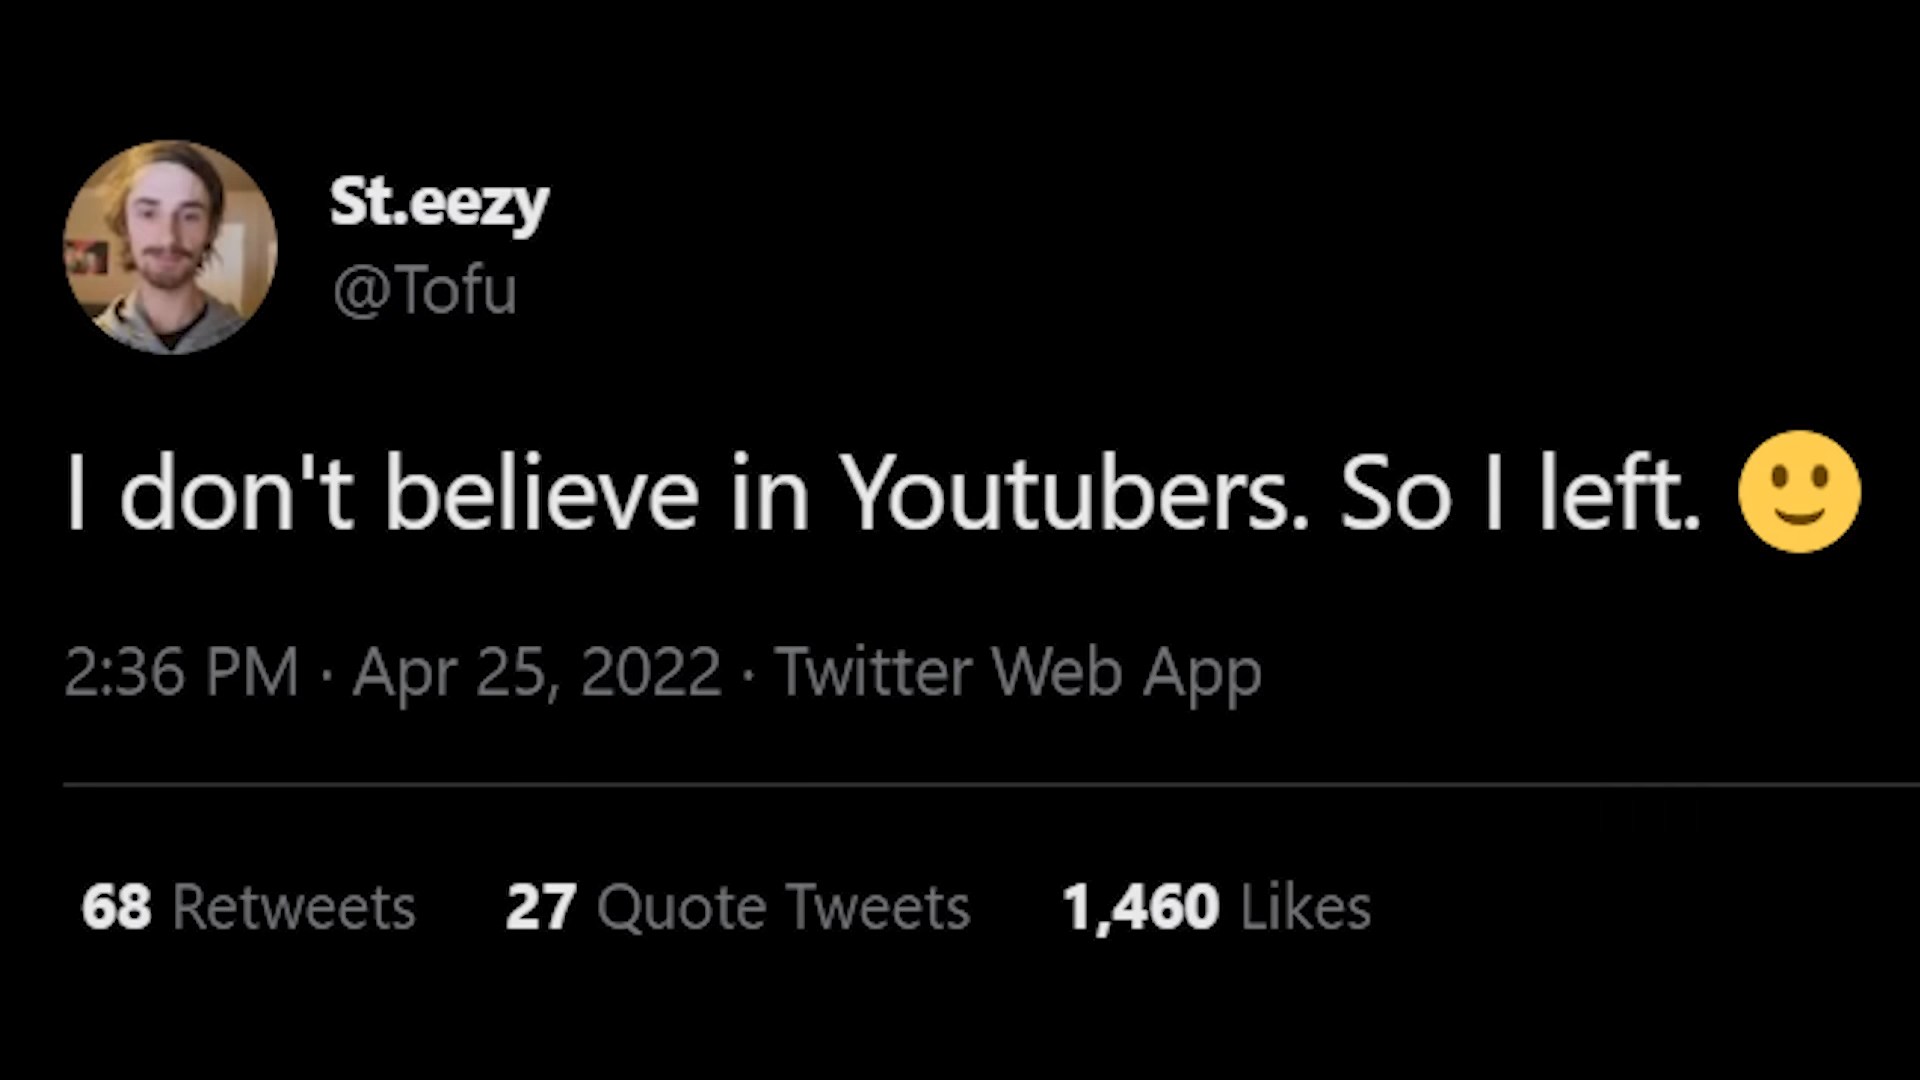 St.eezy
@Tofu
I don't believe in Youtubers. So I left. 🙂
2:36 PM · Apr 25, 2022 · Twitter Web App
68 Retweets 27 Quote Tweets 1,460 Likes